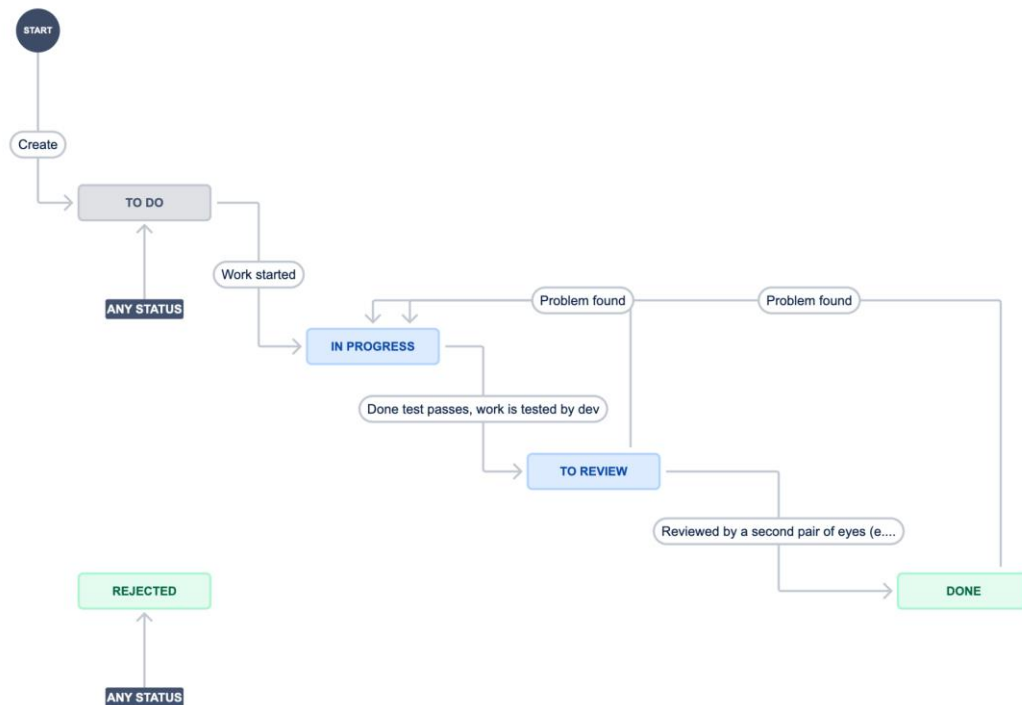 START
Create
TO DO
Work started
ANY STATUS
Problem found
Problem found
IN PROGRESS
Done test passes, work is tested by dev
TO REVIEW
Reviewed by a second pair of eyes (e....
REJECTED
DONE
ANY STATUS